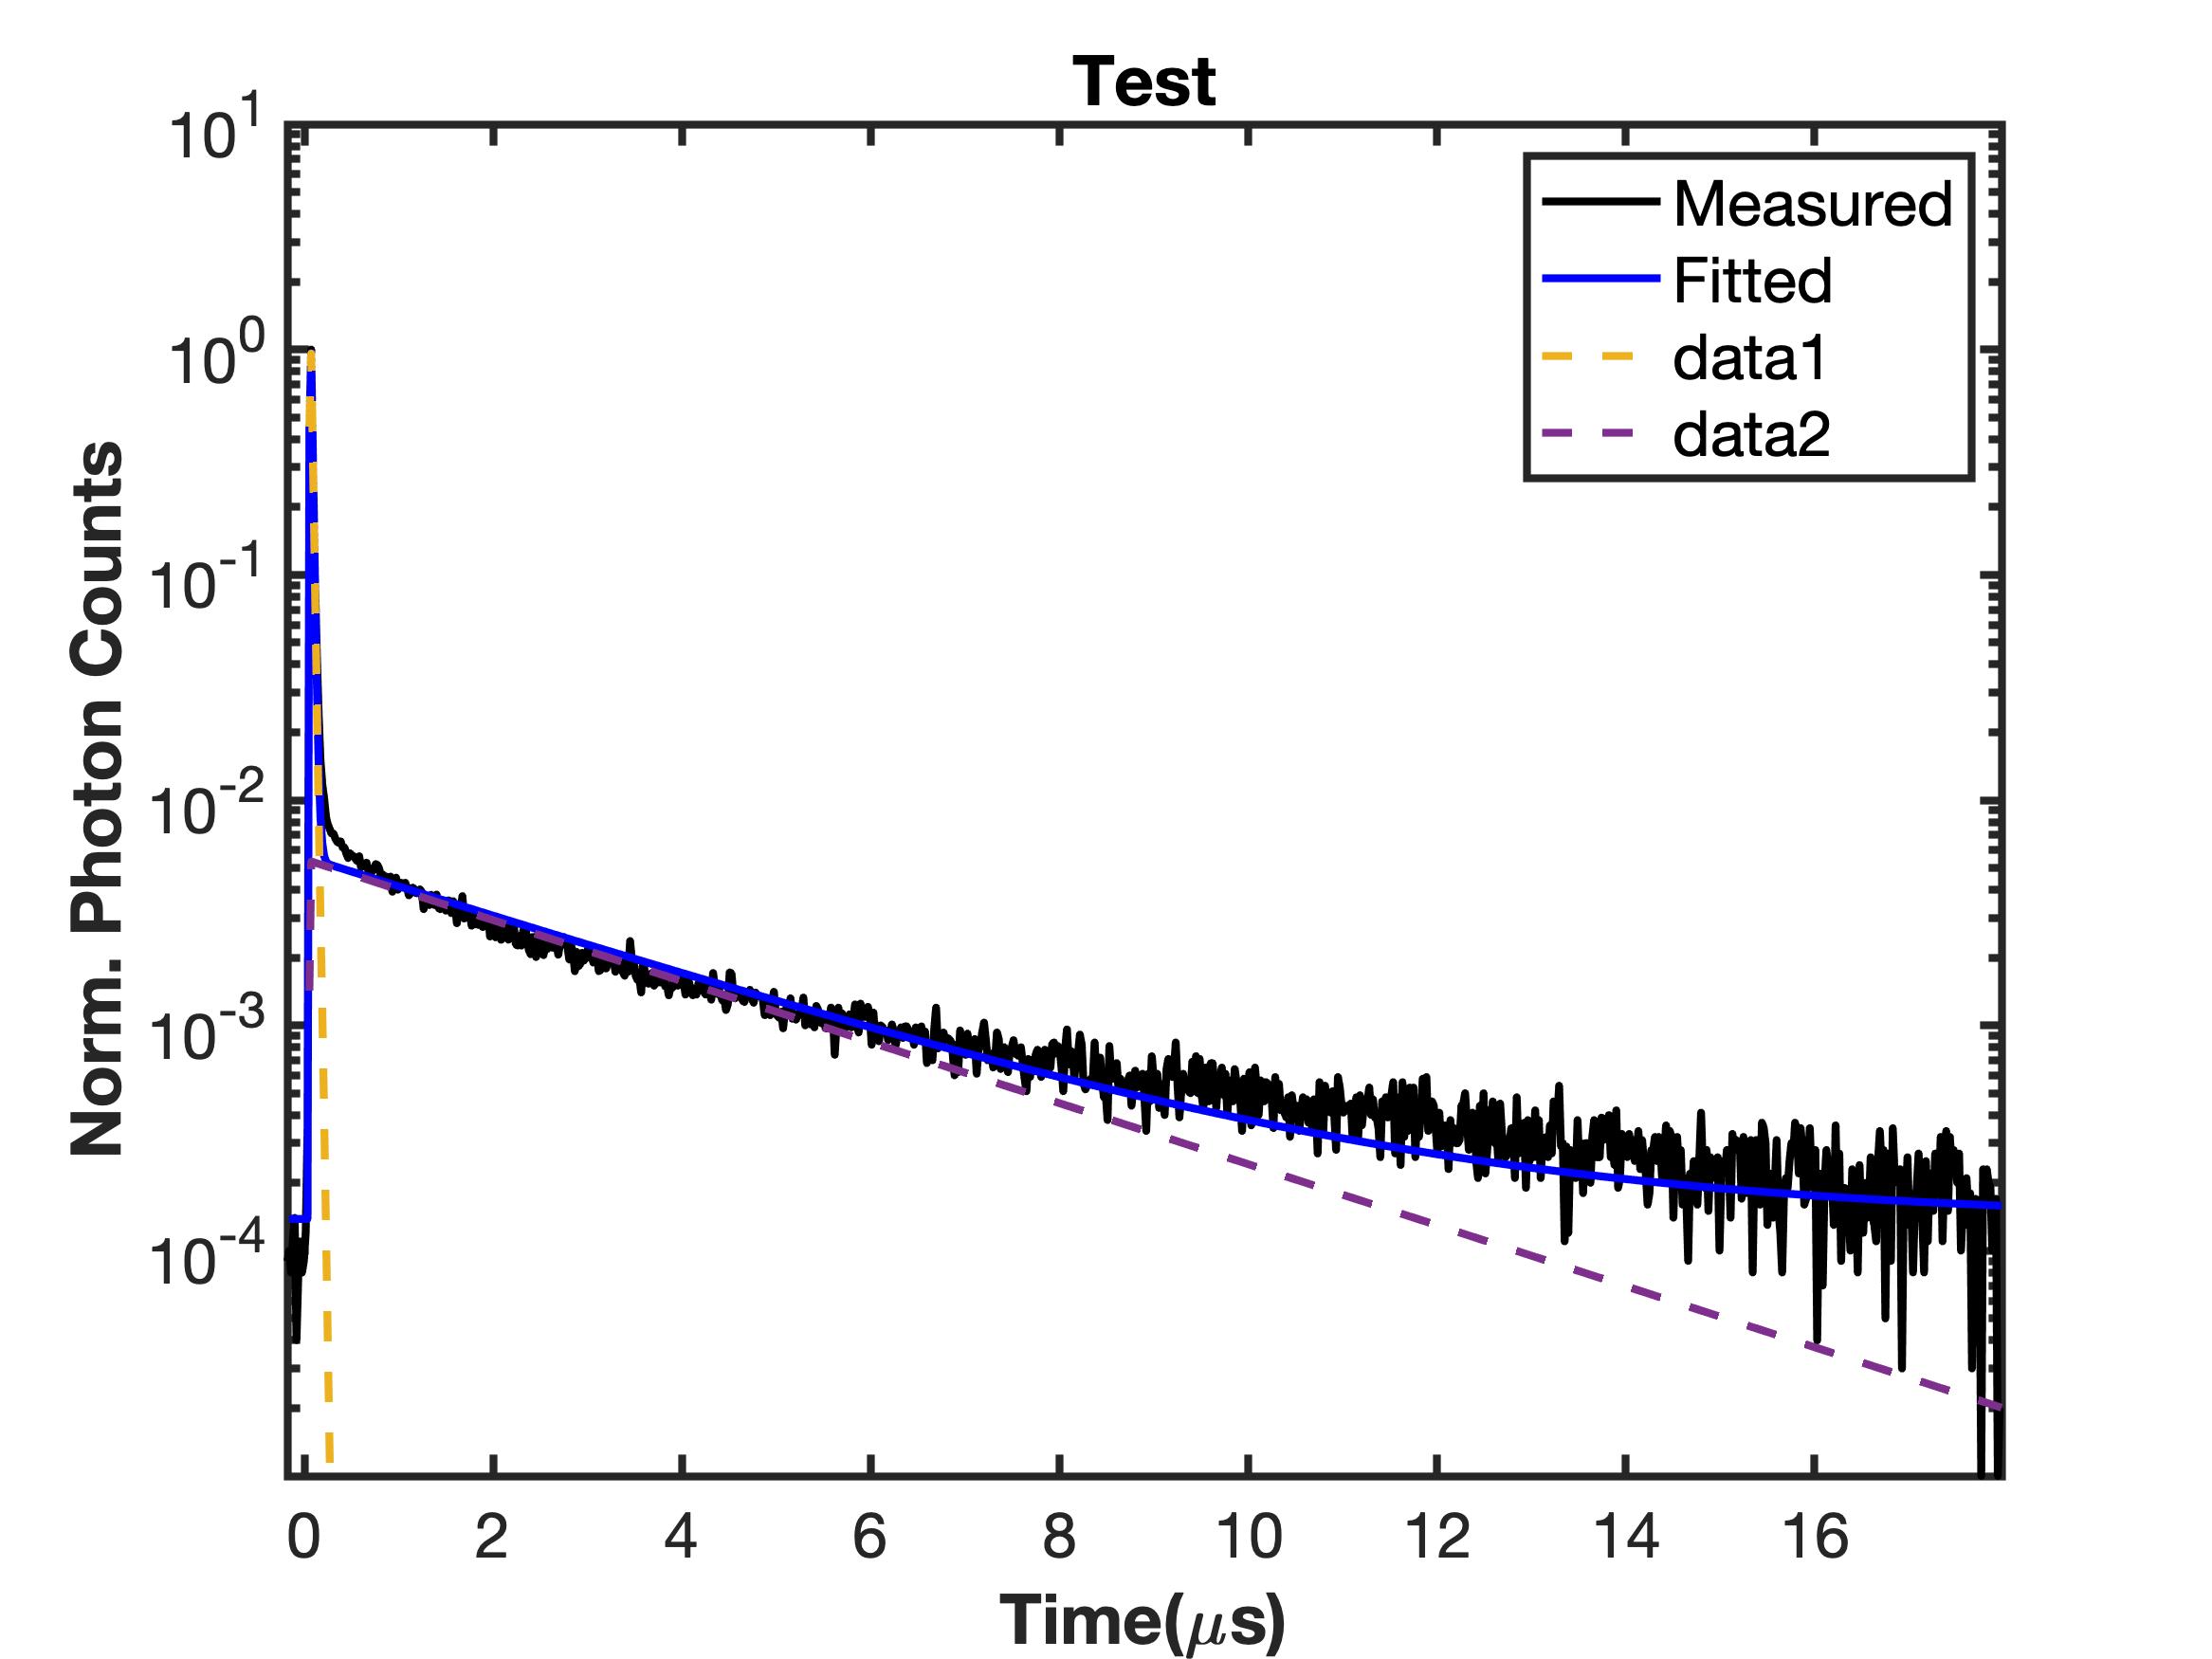 Test
10^1
10^0
10^-1
10^-2
10^-3
10^-4
Norm. Photon Counts
Measured
Fitted
data1
data2
0 2 4 6 8 10 12 14 16
Time(μs)